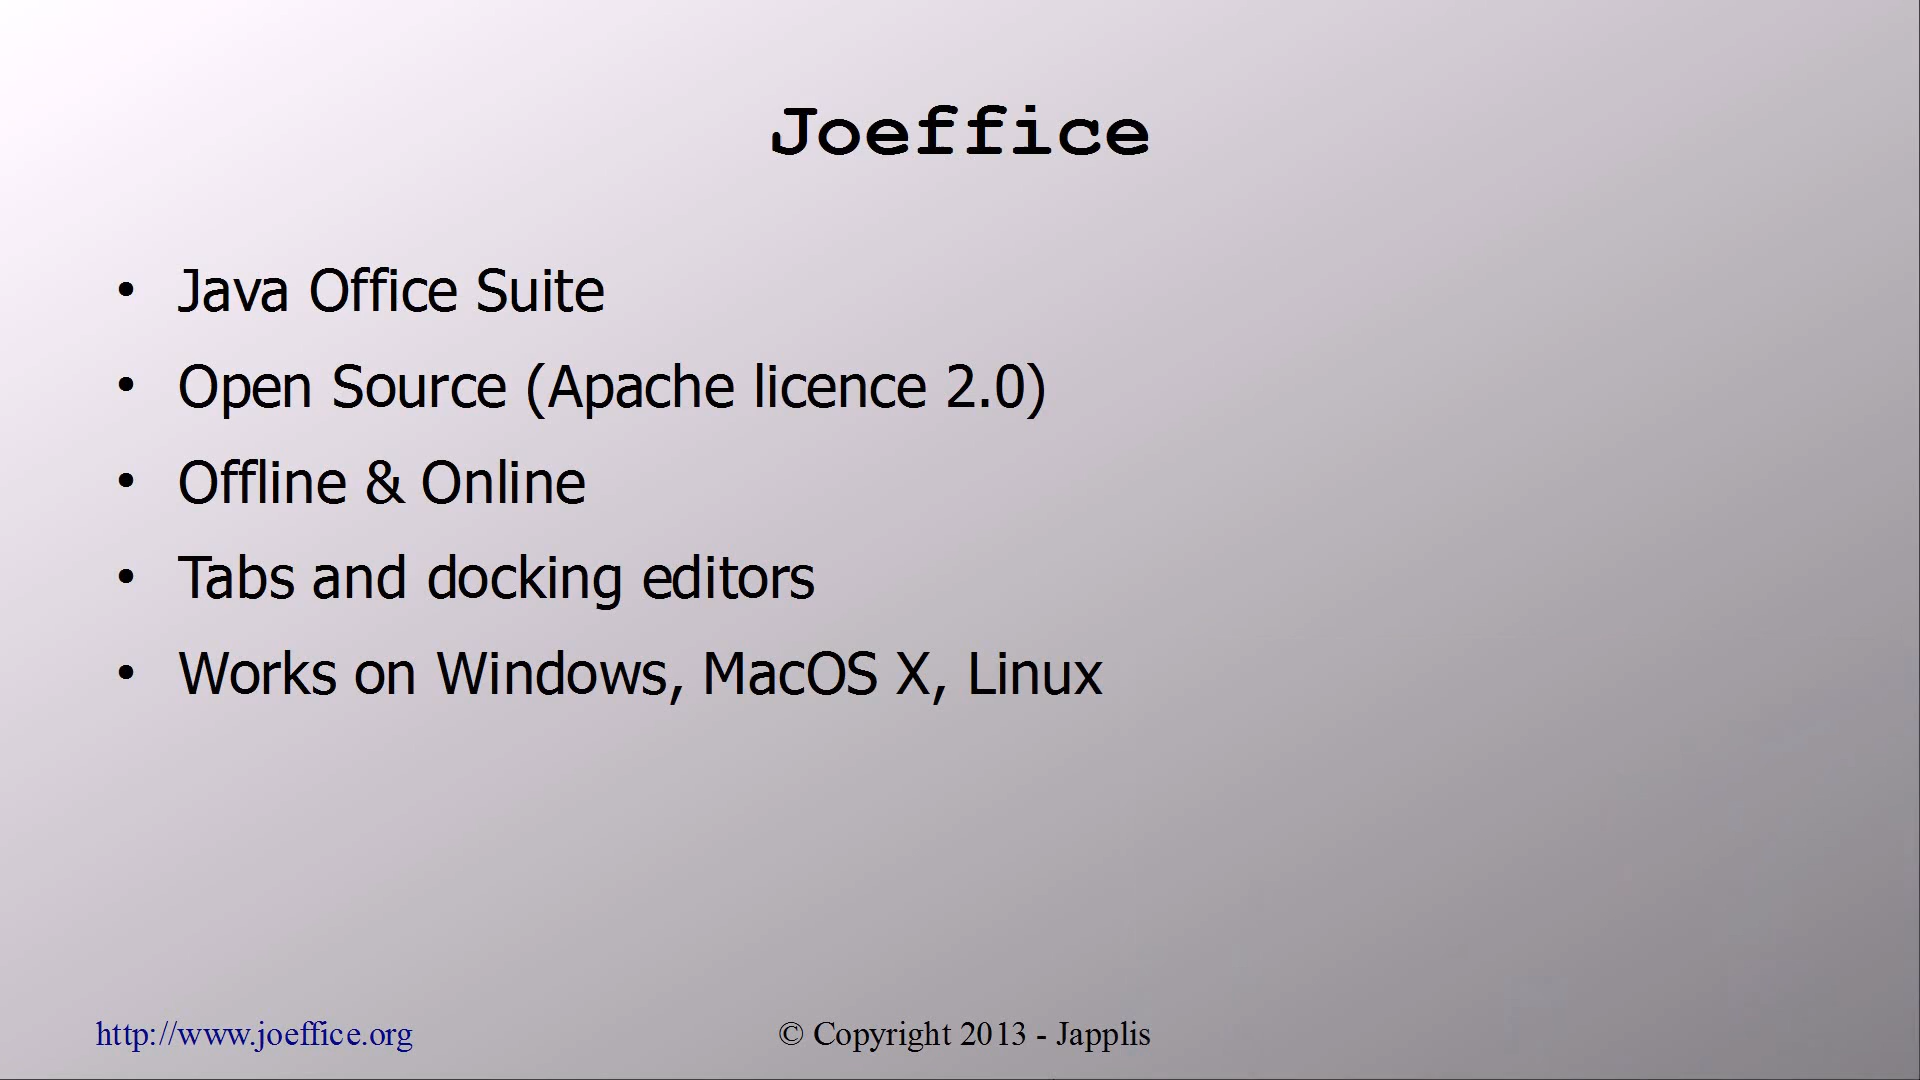 Joeffice
• Java Office Suite
• Open Source (Apache licence 2.0)
• Offline & Online
• Tabs and docking editors
• Works on Windows, MacOS X, Linux
http://www.joeffice.org
© Copyright 2013 - Japplis